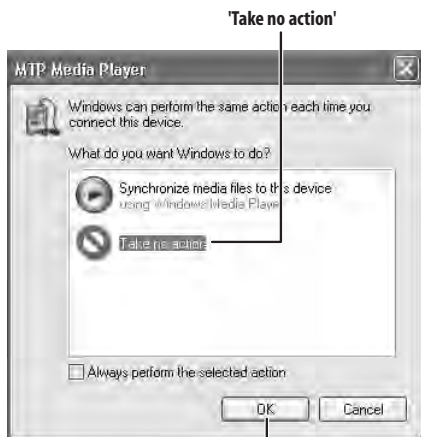 'Take no action'
MTP Media Player
Windows can perform the same action each time you
connect this device.
What do you want Windows to do?
Synchronize media files to this device
using Windows Media Player
Take no action
Always perform the selected action
OK
Cancel